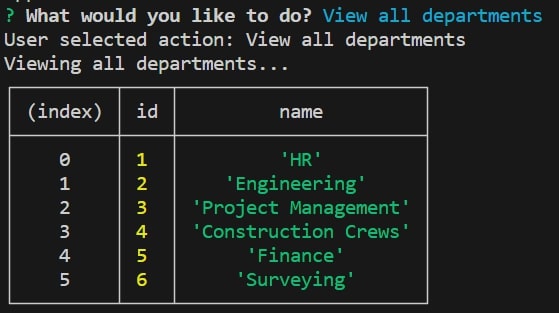 ? What would you like to do? View all departments
User selected action: View all departments
Viewing all departments...
(index) id name
0 1 'HR'
1 2 'Engineering'
2 3 'Project Management'
3 4 'Construction Crews'
4 5 'Finance'
5 6 'Surveying'